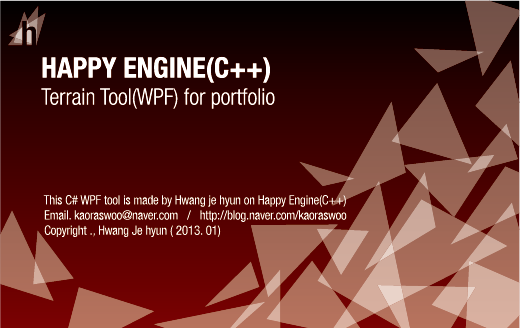 h
HAPPY ENGINE(C++)
Terrain Tool(WPF) for portfolio
This C# WPF tool is made by Hwang je hyun on Happy Engine(C++)
Email. kaoraswoo@naver.com / http://blog.naver.com/kaoraswoo
Copyright ., Hwang Je hyun ( 2013. 01)